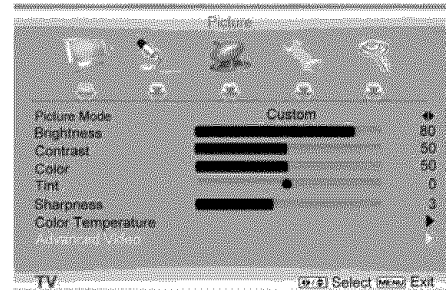 Picture
Picture Mode Custom
Brightness 80
Contrast 50
Color 50
Tint 0
Sharpness 3
Color Temperature
Advanced Video
TV Select MENU Exit